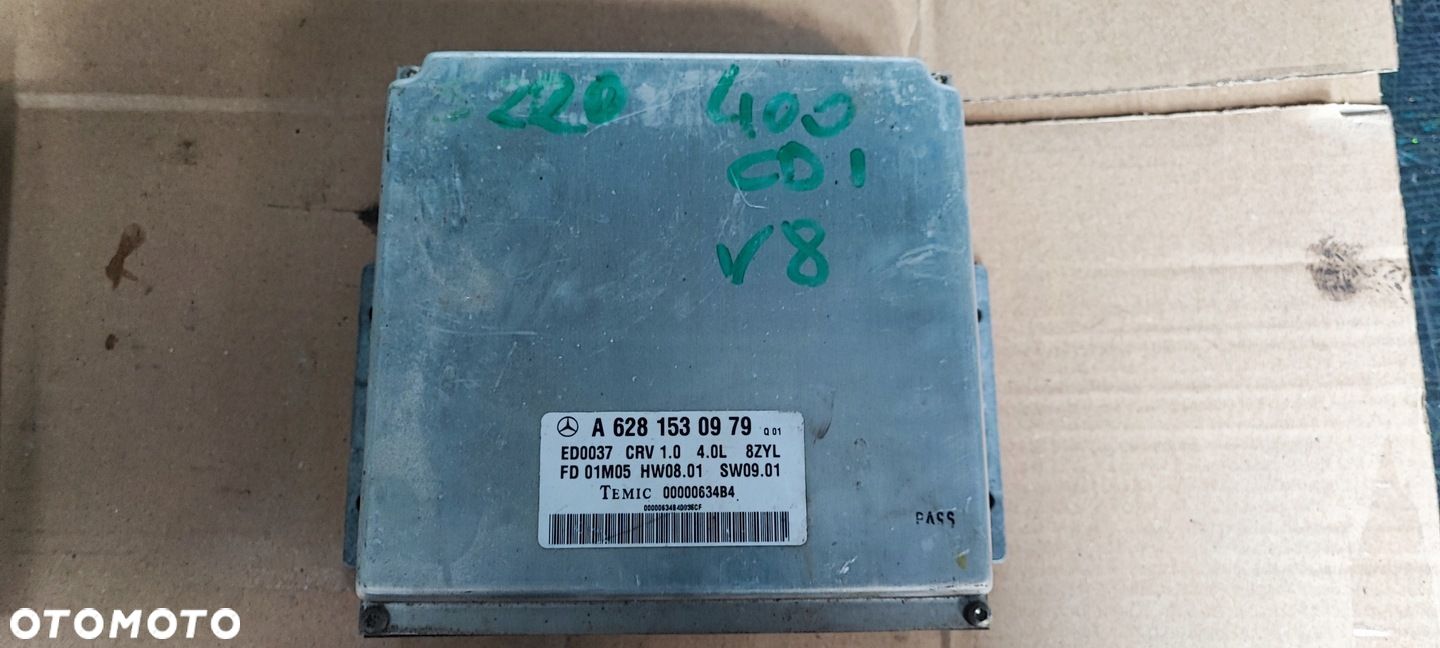 220 400
CDI
V8
A 628 153 09 79 Q 01
ED0037 CRV 1.0 4.0L 8ZYL
FD 01M05 HW08.01 SW09.01
TEMIC 00000634B4
00000634B4D036CF
PASS
OTOMOTO